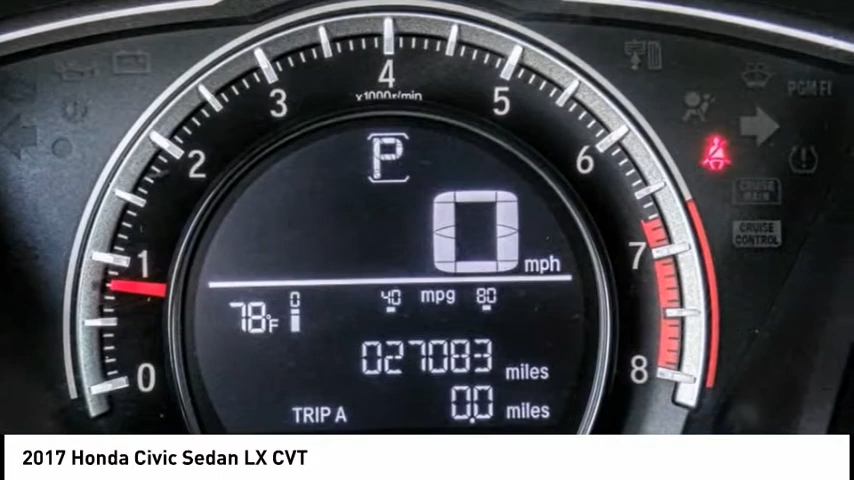 4
x1000r/min
3
5
PGM FI
P
2
6
CRUISE MAIN
0
CRUISE CONTROL
mph
1
7
78°F
0
40 mpg 80
027083 miles
0
8
TRIP A 0.0 miles
2017 Honda Civic Sedan LX CVT